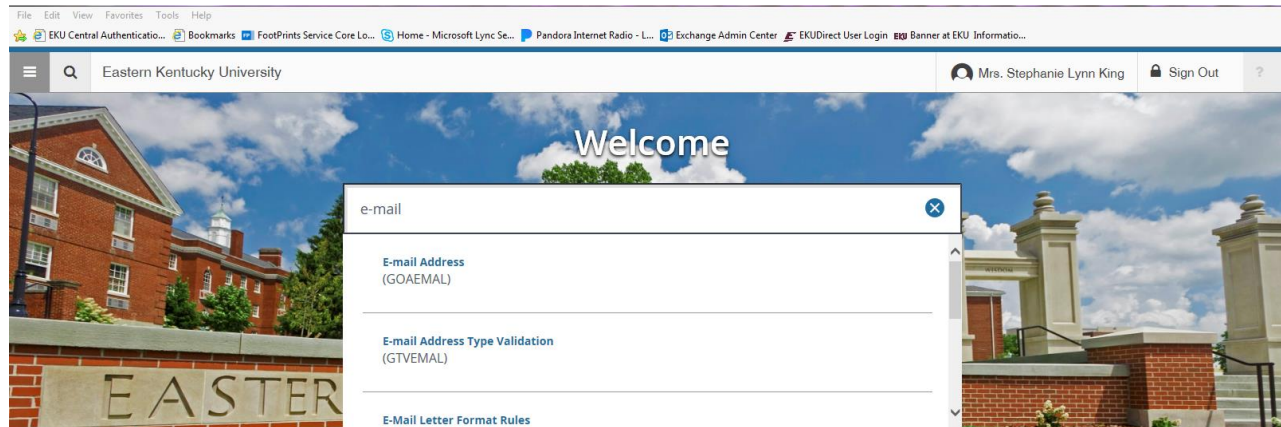 File Edit View Favorites Tools Help
EKU Central Authenticatio... Bookmarks FootPrints Service Core Lo... Home - Microsoft Lync Se... Pandora Internet Radio - L... Exchange Admin Center EKUDirect User Login EKU Banner at EKU Informatio...
Eastern Kentucky University Mrs. Stephanie Lynn King Sign Out ?
Welcome
e-mail
E-mail Address
(GOAEMAL)
WISDOM
E-mail Address Type Validation
(GTVEMAL)
EASTER
E-Mail Letter Format Rules